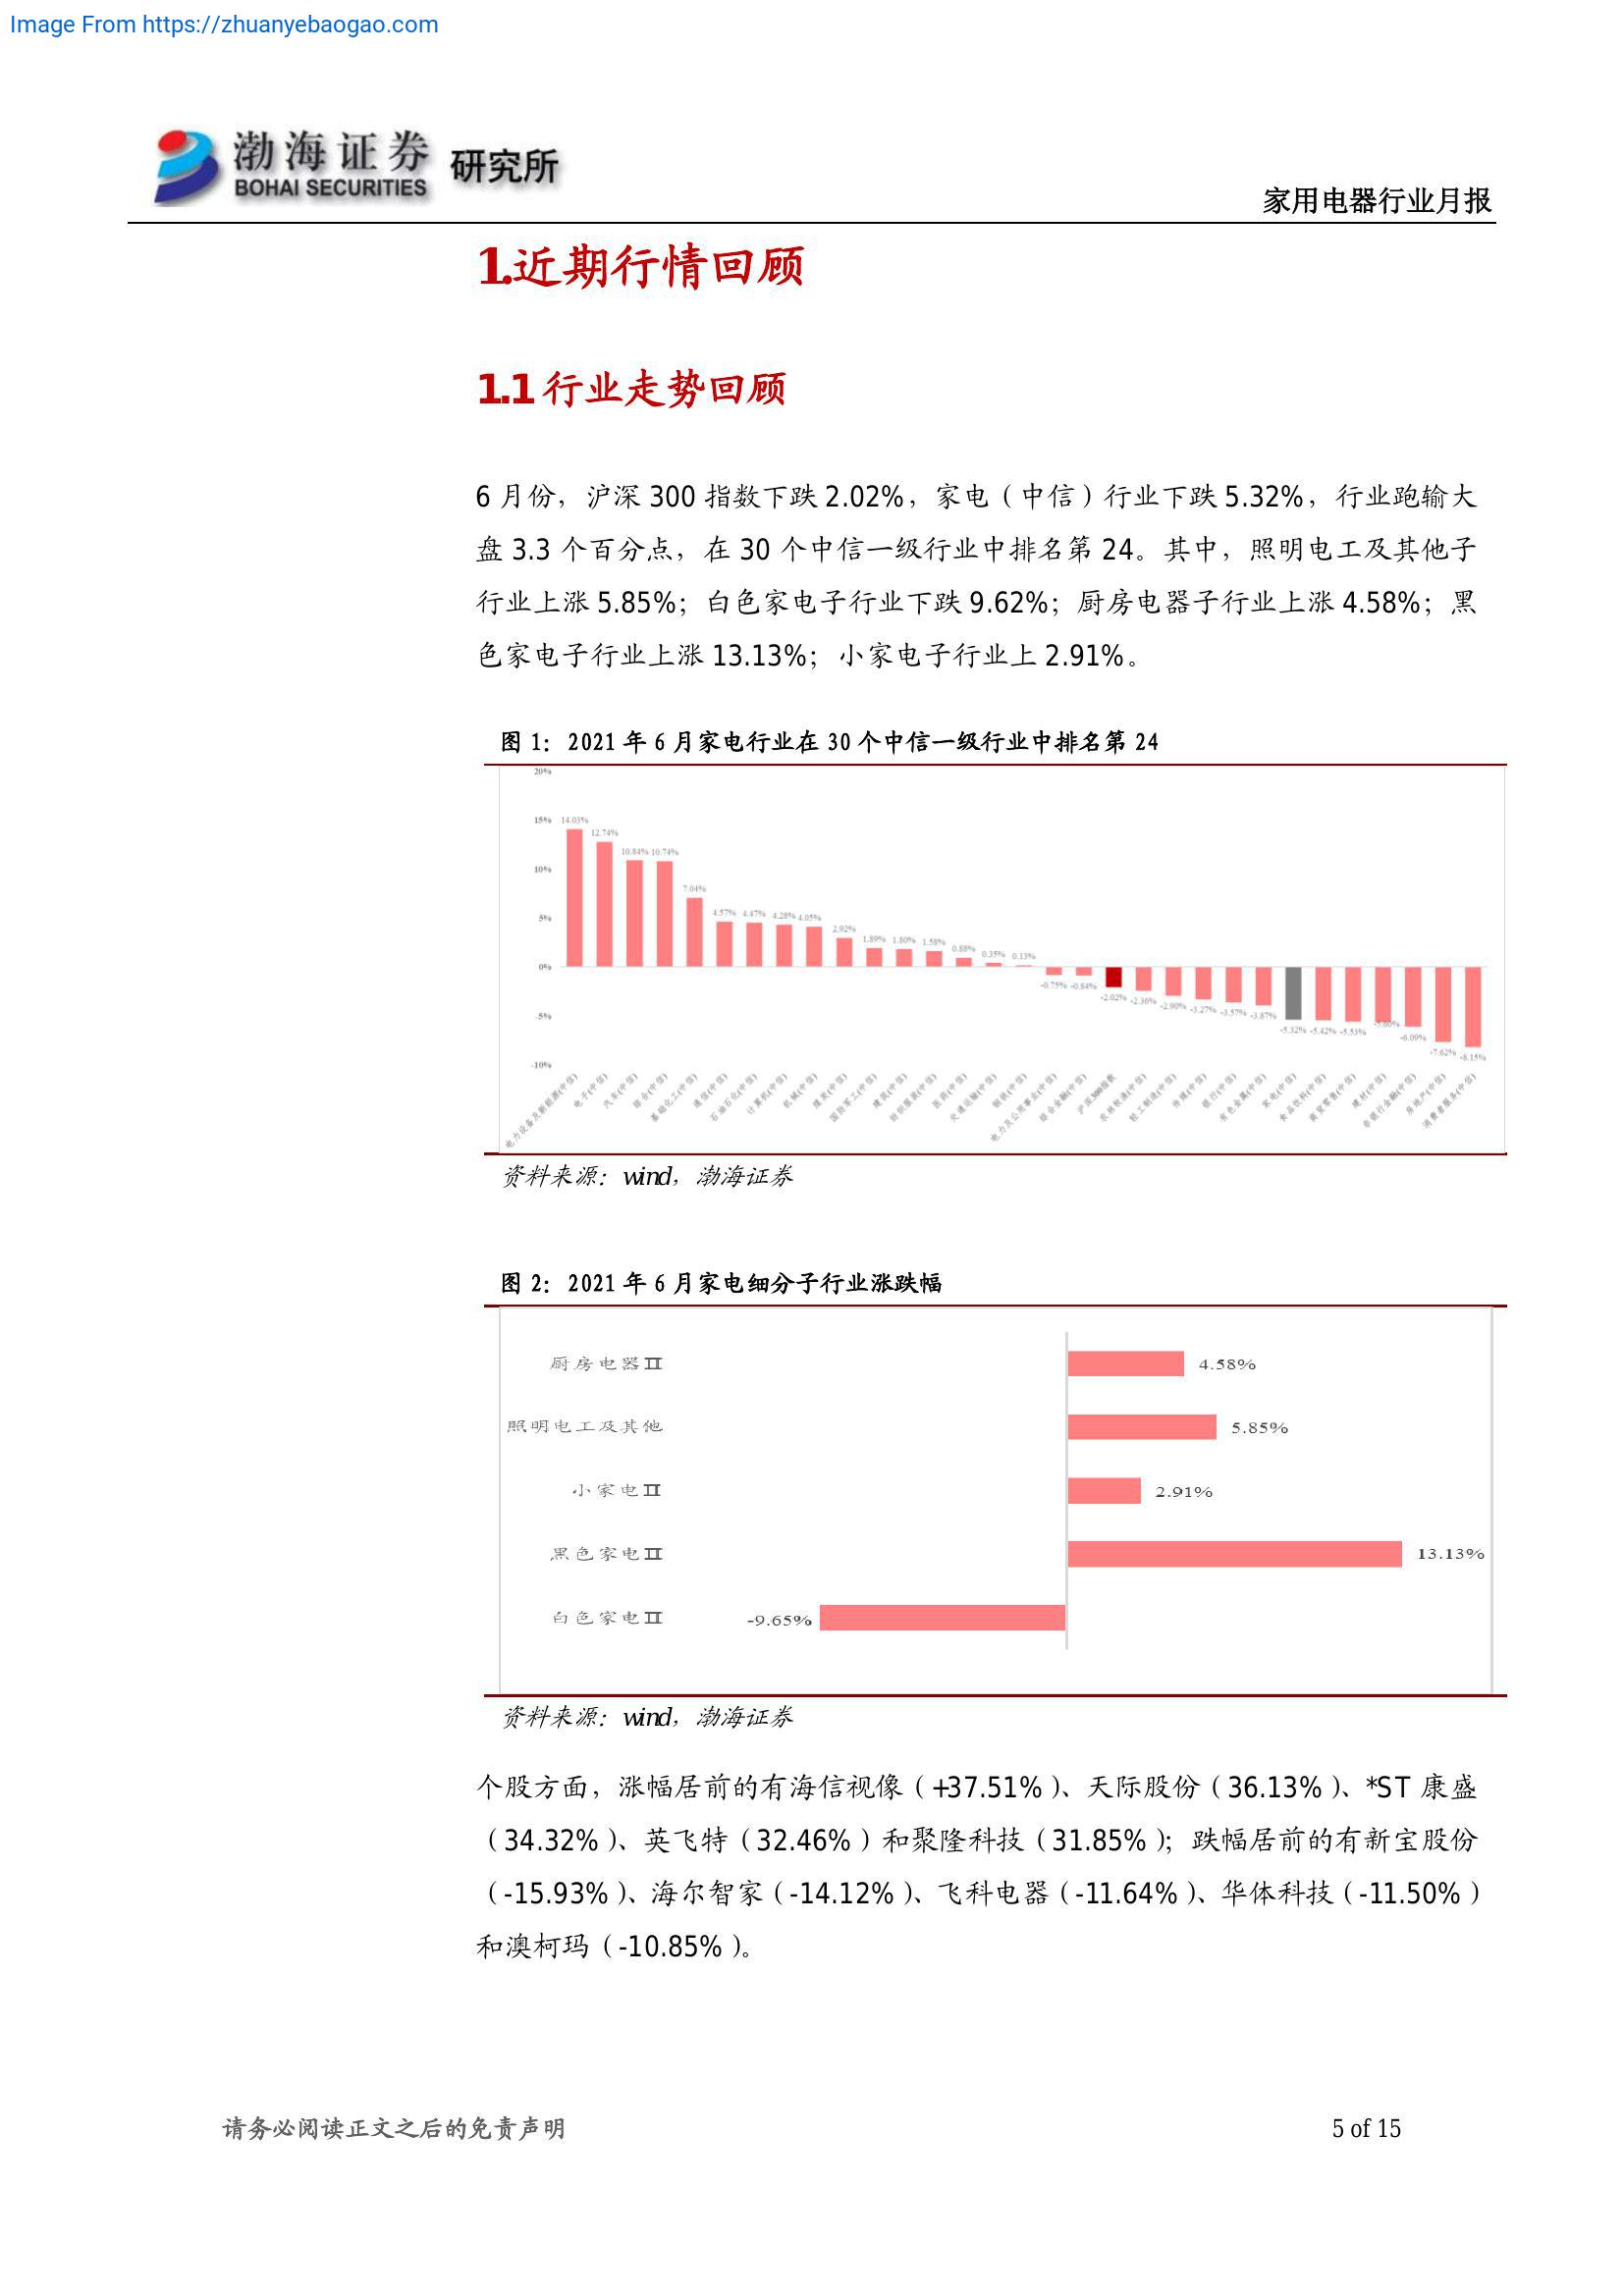 Image From https://zhuanyebaogao.com
渤海证券 研究所
BOHAI SECURITIES
家用电器行业月报
1.近期行情回顾
1.1 行业走势回顾
6 月份，沪深 300 指数下跌 2.02%，家电（中信）行业下跌 5.32%，行业跑输大
盘 3.3 个百分点，在 30 个中信一级行业中排名第 24。其中，照明电工及其他子
行业上涨 5.85%；白色家电子行业下跌 9.62%；厨房电器子行业上涨 4.58%；黑
色家电子行业上涨 13.13%；小家电子行业上 2.91%。
图 1：2021 年 6 月家电行业在 30 个中信一级行业中排名第 24
20%
15%
10%
5%
0%
-5%
-10%
14.03% 12.74% 10.84% 10.74% 7.04% 4.57% 4.47% 4.28% 4.05% 2.92% 1.89% 1.80% 1.58% 0.88% 0.35% 0.13% -0.75% -0.84% -2.02% -2.36% -2.90% -3.27% -3.57% -3.87% -5.32% -5.42% -5.53% -5.60% -6.09% -7.62% -8.15%
电力设备及新能源(中信) 电子(中信) 汽车(中信) 综合(中信) 基础化工(中信) 通信(中信) 石油石化(中信) 计算机(中信) 机械(中信) 煤炭(中信) 国防军工(中信) 建筑(中信) 纺织服装(中信) 医药(中信) 交通运输(中信) 钢铁(中信) 电力及公用事业(中信) 综合金融(中信) 沪深300指数 农林牧渔(中信) 轻工制造(中信) 传媒(中信) 银行(中信) 有色金属(中信) 家电(中信) 食品饮料(中信) 商贸零售(中信) 建材(中信) 非银行金融(中信) 房地产(中信) 消费者服务(中信)
资料来源：wind，渤海证券
图 2：2021 年 6 月家电细分子行业涨跌幅
厨房电器II 4.58%
照明电工及其他 5.85%
小家电II 2.91%
黑色家电II 13.13%
白色家电II -9.65%
资料来源：wind，渤海证券
个股方面，涨幅居前的有海信视像（+37.51%）、天际股份（36.13%）、*ST 康盛
（34.32%）、英飞特（32.46%）和聚隆科技（31.85%）；跌幅居前的有新宝股份
（-15.93%）、海尔智家（-14.12%）、飞科电器（-11.64%）、华体科技（-11.50%）
和澳柯玛（-10.85%）。
请务必阅读正文之后的免责声明
5 of 15